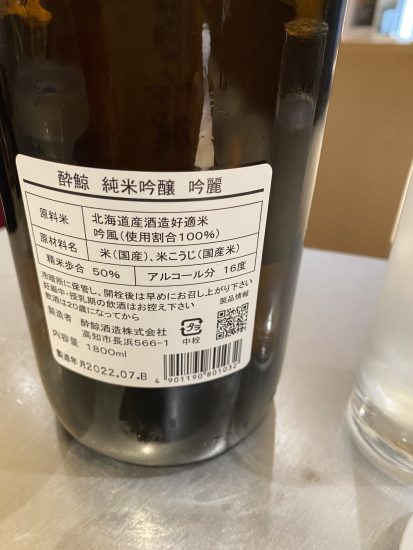 酔鯨 純米吟醸 吟麗
原料米 北海道産酒造好適米
吟風(使用割合100%)
原材料名 米(国産)、米こうじ(国産米)
精米歩合 50% アルコール分 16度
冷暗所に保管し、開栓後は早めにお召し上がり下さい
妊娠中・授乳期の飲酒はお控え下さい
飲酒は20歳になってから
製品情報
製造者 酔鯨酒造株式会社
高知市長浜566-1
内容量 1800ml
プラ
中栓
製造年月2022.07.B
4 901190 801032